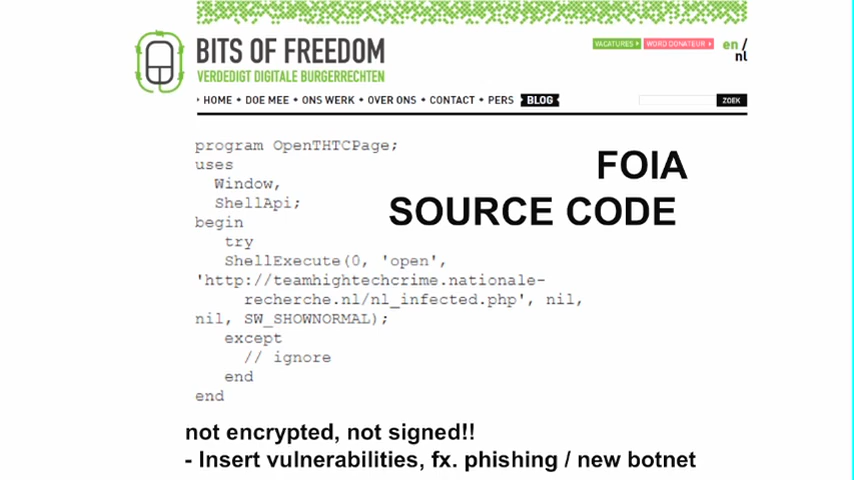 BITS OF FREEDOM
VERDEDIGT DIGITALE BURGERRECHTEN
VACATURES WORD DONATEUR en /
nl
HOME • DOE MEE • ONS WERK • OVER ONS • CONTACT • PERS BLOG ZOEK
program OpenTHTCPage;
uses
Window,
ShellApi;
begin
try
ShellExecute(0, 'open',
'http://teamhightechcrime.nationale-
recherche.nl/nl_infected.php', nil,
nil, SW_SHOWNORMAL);
except
// ignore
end
end
FOIA
SOURCE CODE
not encrypted, not signed!!
- Insert vulnerabilities, fx. phishing / new botnet